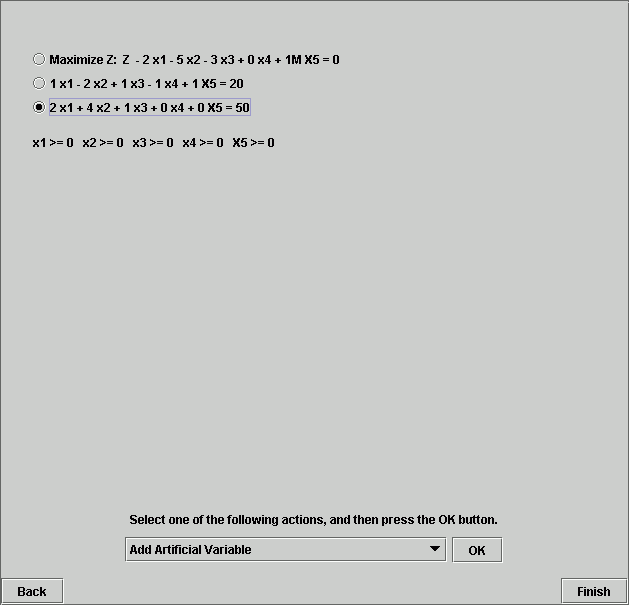 Maximize Z: Z - 2 x1 - 5 x2 - 3 x3 + 0 x4 + 1M X5 = 0
1 x1 - 2 x2 + 1 x3 - 1 x4 + 1 X5 = 20
2 x1 + 4 x2 + 1 x3 + 0 x4 + 0 X5 = 50
x1 >= 0 x2 >= 0 x3 >= 0 x4 >= 0 X5 >= 0
Select one of the following actions, and then press the OK button.
Add Artificial Variable OK
Back Finish